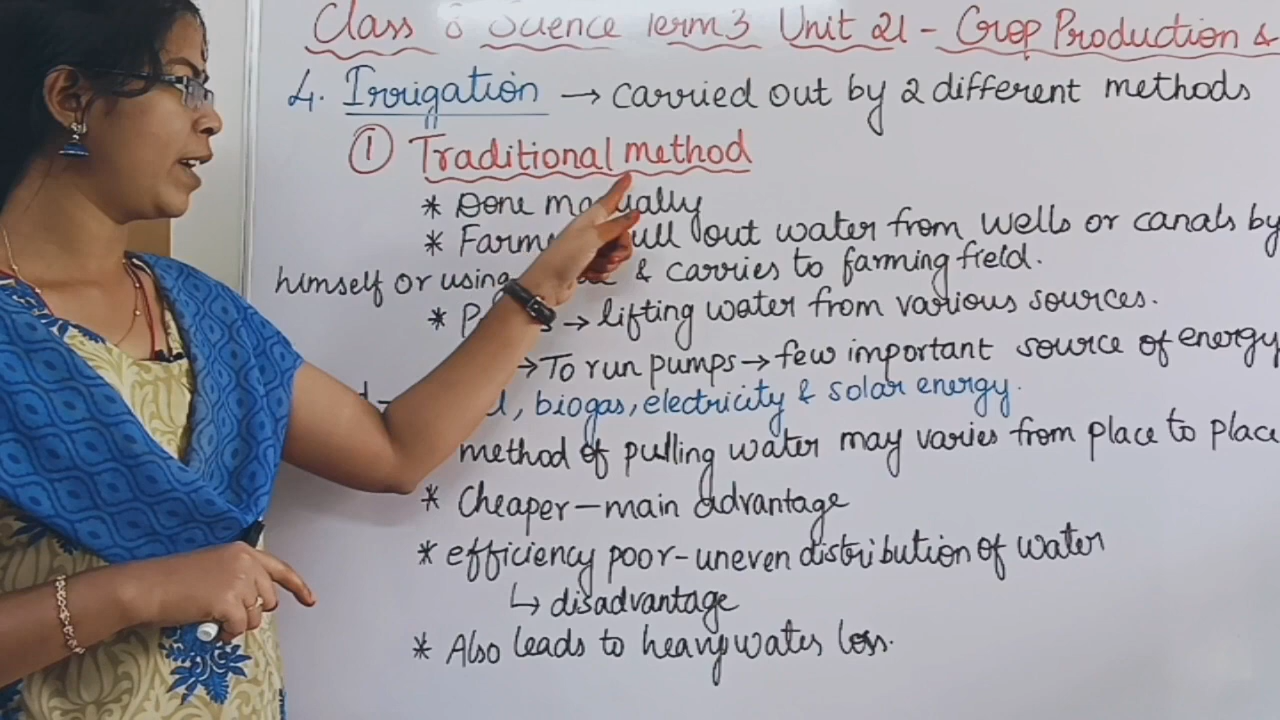 Class 8 Science Term 3 Unit 21 - Crop Production &
4. Irrigation → carried out by 2 different methods
① Traditional method
* Done manually
* out water from wells or canals by
himself or using & carries to farming field.
* → lifting water from various sources.
→ To run pumps → few important source of energy
, biogas, electricity & solar energy.
method of pulling water may varies from place to place
* Cheaper - main advantage
* efficiency poor - uneven distribution of water
↳ disadvantage
* Also leads to heavy water loss.